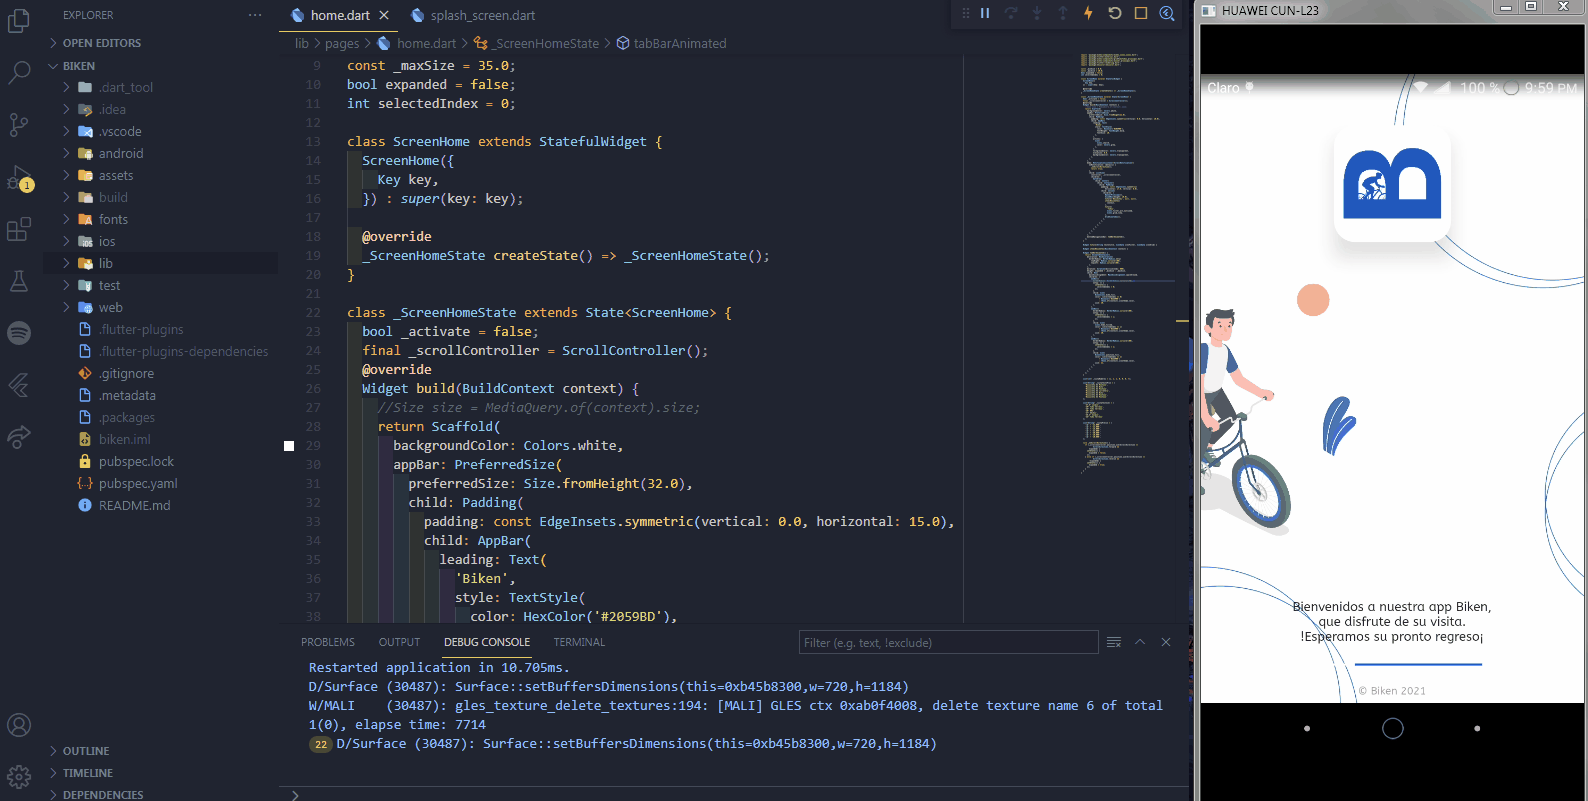 EXPLORER
OPEN EDITORS
BIKEN
.dart_tool
.idea
.vscode
android
assets
build
fonts
ios
lib
test
web
.flutter-plugins
.flutter-plugins-dependencies
.gitignore
.metadata
.packages
biken.iml
pubspec.lock
pubspec.yaml
README.md
OUTLINE
TIMELINE
DEPENDENCIES
1
home.dart
splash_screen.dart
lib > pages > home.dart > _ScreenHomeState > tabBarAnimated
9 const _maxSize = 35.0;
10 bool expanded = false;
11 int selectedIndex = 0;
12
13 class ScreenHome extends StatefulWidget {
14 ScreenHome({
15 Key key,
16 }) : super(key: key);
17
18 @override
19 _ScreenHomeState createState() => _ScreenHomeState();
20 }
21
22 class _ScreenHomeState extends State<ScreenHome> {
23 bool _activate = false;
24 final _scrollController = ScrollController();
25 @override
26 Widget build(BuildContext context) {
27 //Size size = MediaQuery.of(context).size;
28 return Scaffold(
29 backgroundColor: Colors.white,
30 appBar: PreferredSize(
31 preferredSize: Size.fromHeight(32.0),
32 child: Padding(
33 padding: const EdgeInsets.symmetric(vertical: 0.0, horizontal: 15.0),
34 child: AppBar(
35 leading: Text(
36 'Biken',
37 style: TextStyle(
38 color: HexColor('#2059BD'),
PROBLEMS OUTPUT DEBUG CONSOLE TERMINAL
Filter (e.g. text, !exclude)
Restarted application in 10.705ms.
D/Surface (30487): Surface::setBuffersDimensions(this=0xb45b8300,w=720,h=1184)
W/MALI (30487): gles_texture_delete_textures:194: [MALI] GLES ctx 0xab0f4008, delete texture name 6 of total
1(0), elapse time: 7714
22 D/Surface (30487): Surface::setBuffersDimensions(this=0xb45b8300,w=720,h=1184)
HUAWEI CUN-L23
Claro 100 % 9:59 PM
B
Bienvenidos a nuestra app Biken,
que disfrute de su visita.
!Esperamos su pronto regreso¡
© Biken 2021